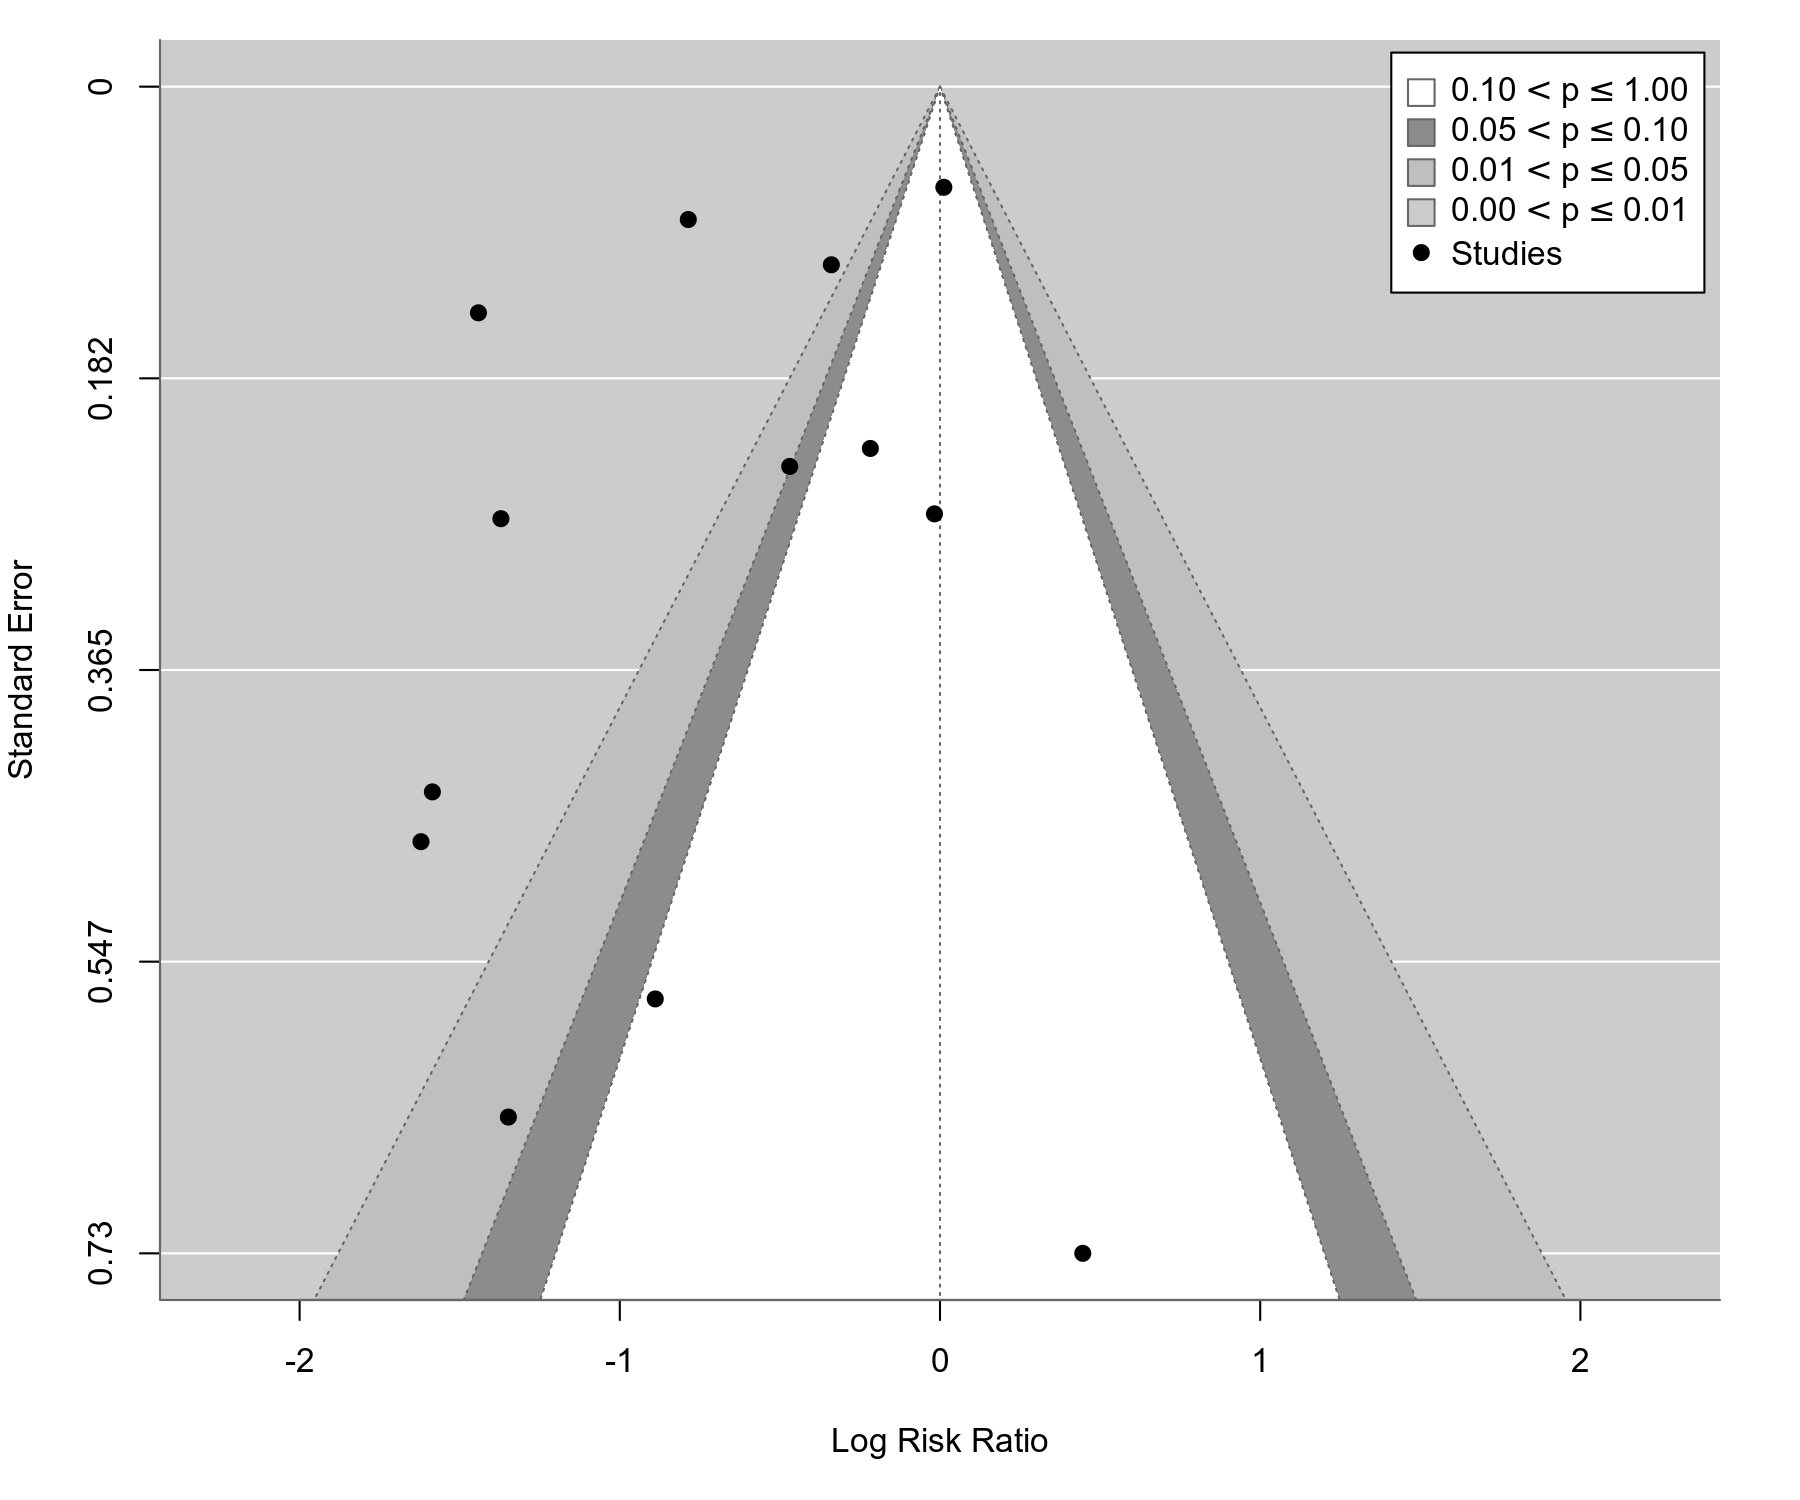 0.10 < p ≤ 1.00
0.05 < p ≤ 0.10
0.01 < p ≤ 0.05
0.00 < p ≤ 0.01
Studies
Standard Error
0
0.182
0.365
0.547
0.73
-2 -1 0 1 2
Log Risk Ratio